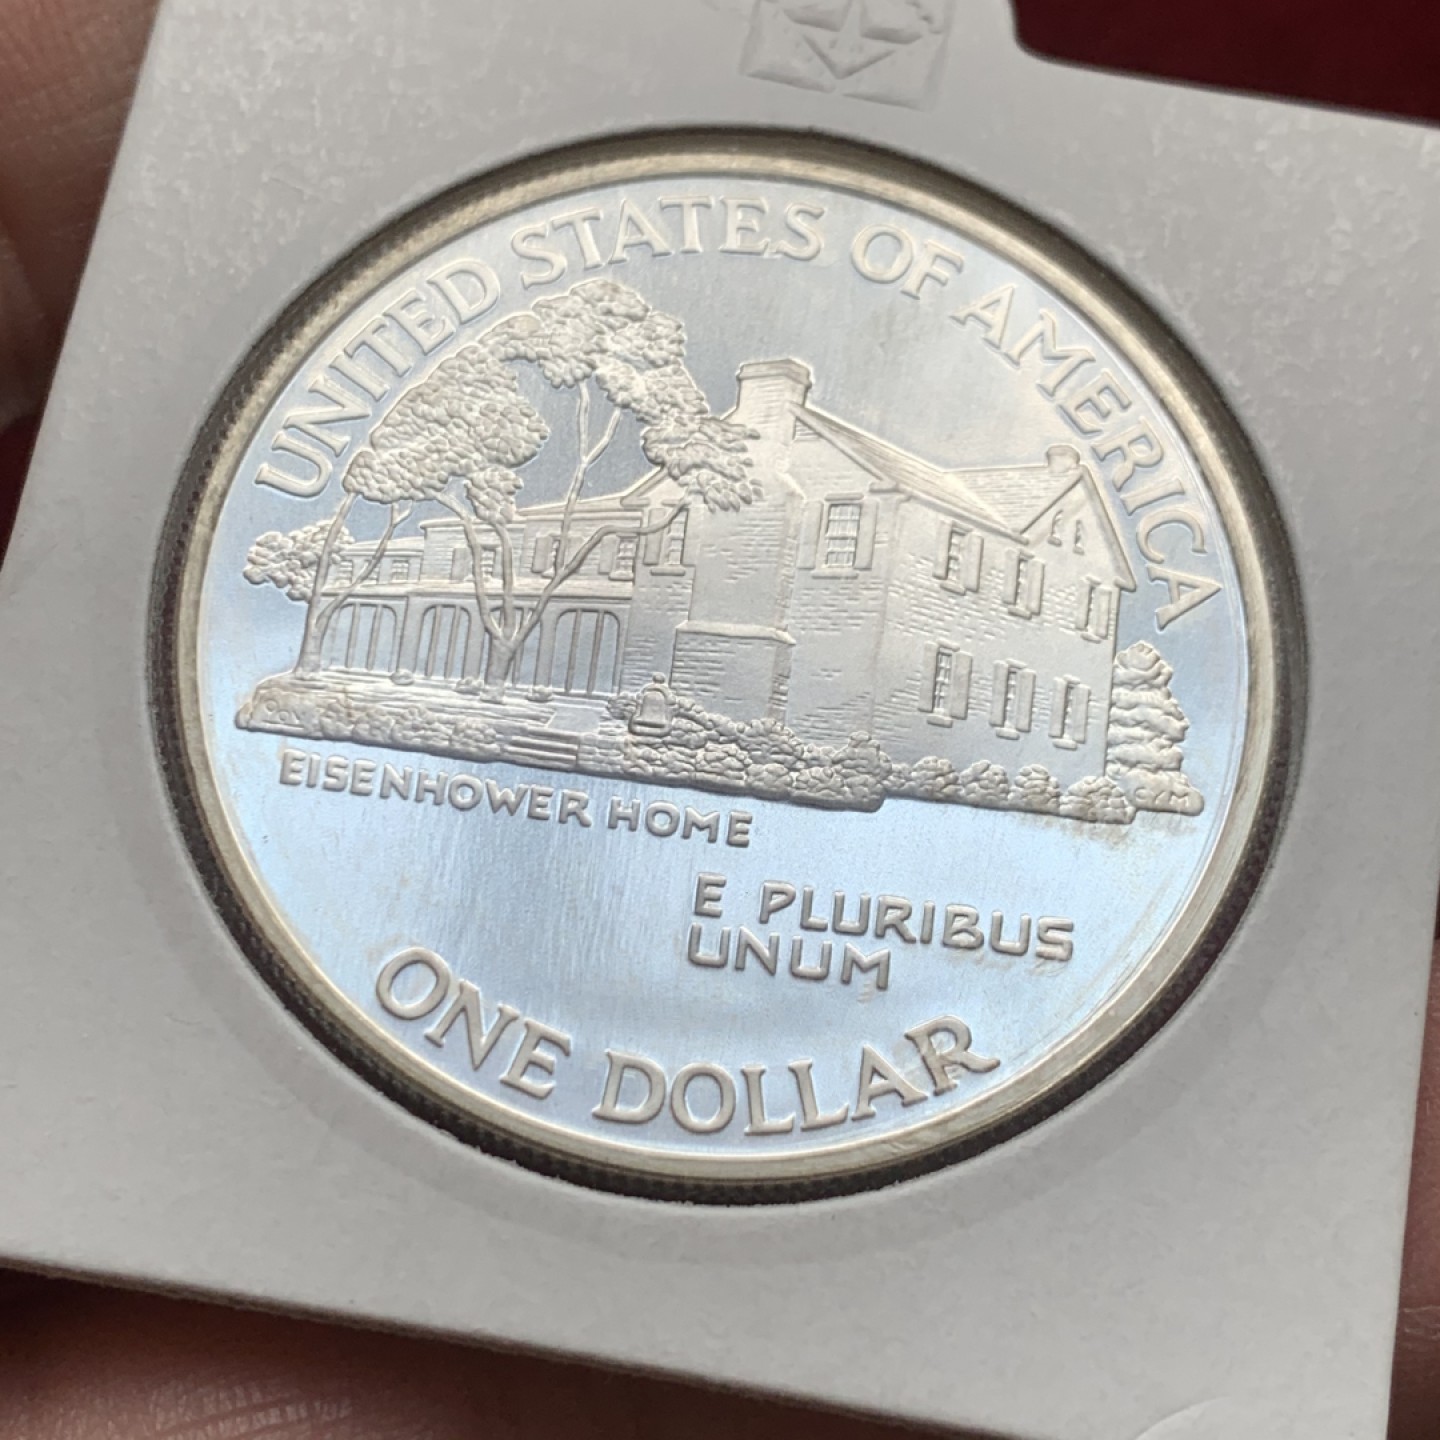 UNITED STATES OF AMERICA
EISENHOWER HOME
E PLURIBUS
UNUM
ONE DOLLAR